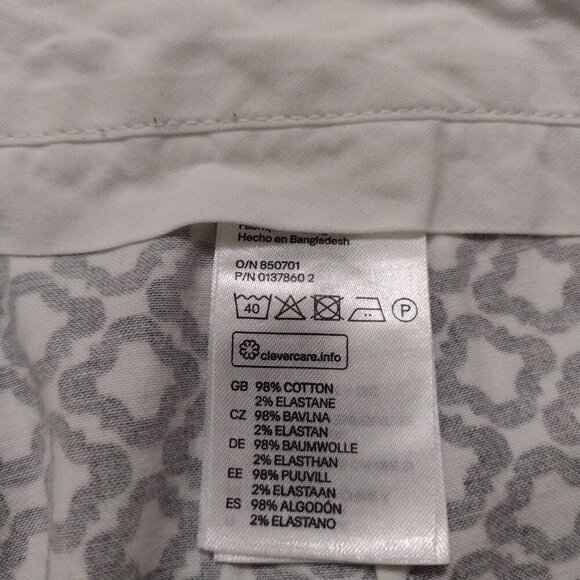 Hecho en Bangladesh
O/N 850701
P/N 0137860 2
40 P
clevercare.info
GB 98% COTTON
2% ELASTANE
CZ 98% BAVLNA
2% ELASTAN
DE 98% BAUMWOLLE
2% ELASTHAN
EE 98% PUUVILL
2% ELASTAAN
ES 98% ALGODÓN
2% ELASTANO